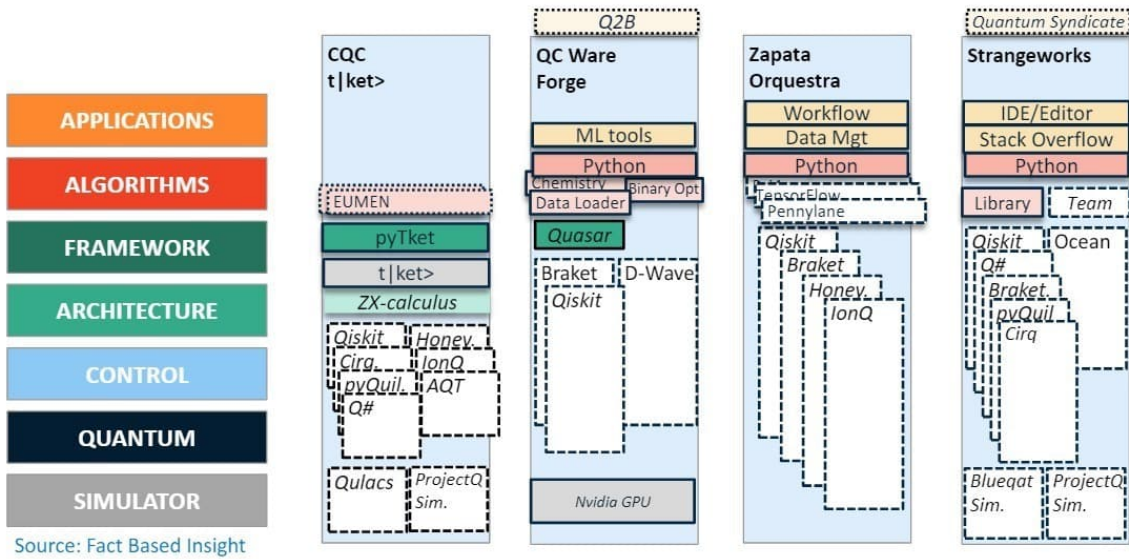 APPLICATIONS
ALGORITHMS
FRAMEWORK
ARCHITECTURE
CONTROL
QUANTUM
SIMULATOR
Source: Fact Based Insight
CQC
t|ket>
EUMEN
pyTket
t|ket>
ZX-calculus
Qiskit
Honey.
Cirq.
IonQ
pyQuil.
AQT
Q#
Qulacs
ProjectQ
Sim.
Q2B
QC Ware
Forge
ML tools
Python
Chemistry
Binary Opt
Data Loader
Quasar
Braket
D-Wave
Qiskit
Nvidia GPU
Zapata
Orquestra
Workflow
Data Mgt
Python
TensorFlow
Pennylane
Qiskit
Braket
Honey.
IonQ
Quantum Syndicate
Strangeworks
IDE/Editor
Stack Overflow
Python
Library
Team
Qiskit
Ocean
Q#
Braket.
pyQuil
Cirq
Blueqat
Sim.
ProjectQ
Sim.